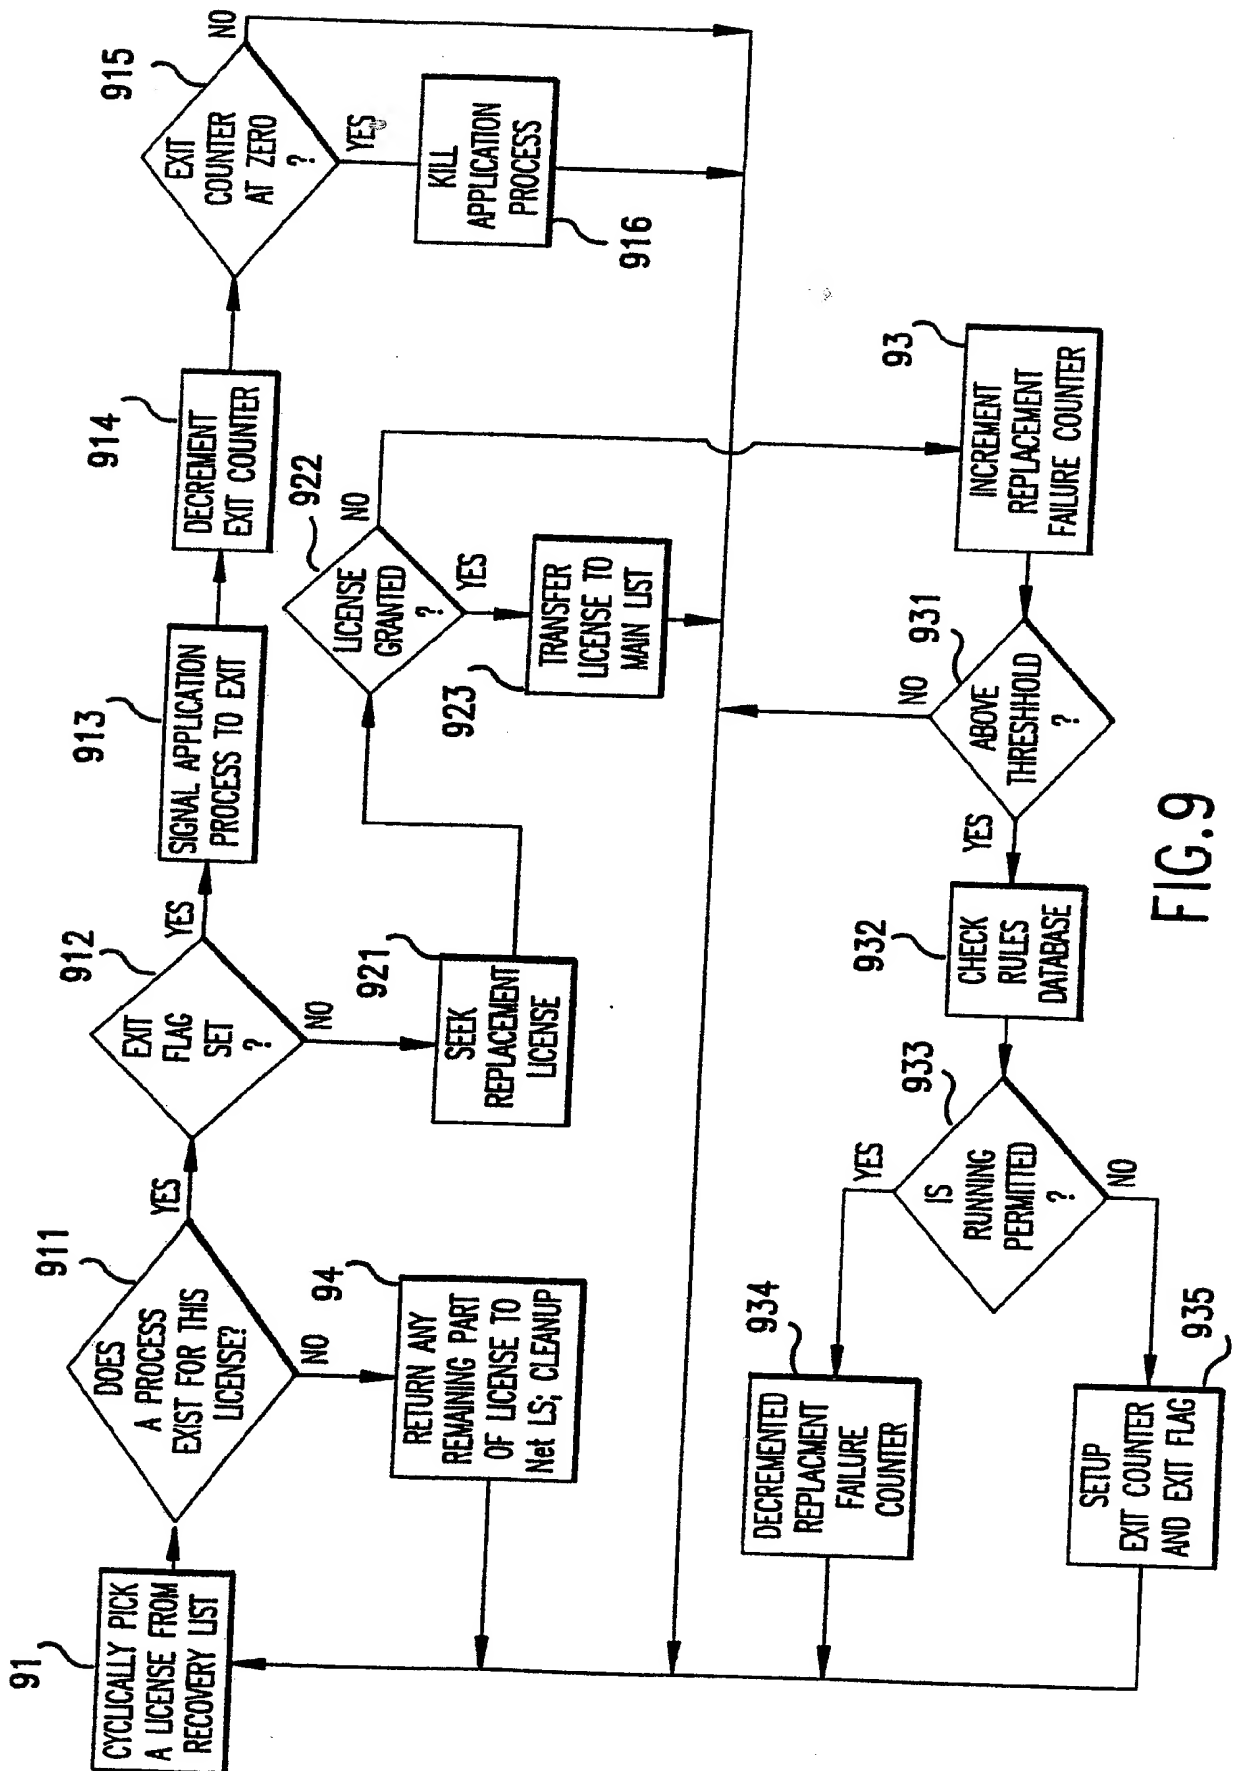 91
CYCLICALLY PICK
A LICENSE FROM
RECOVERY LIST
911
DOES
A PROCESS
EXIST FOR THIS
LICENSE?
YES
NO
94
RETURN ANY
REMAINING PART
OF LICENSE TO
Net LS; CLEANUP
912
EXIT
FLAG
SET
?
YES
NO
913
SIGNAL APPLICATION
PROCESS TO EXIT
914
DECREMENT
EXIT COUNTER
915
EXIT
COUNTER
AT ZERO
?
NO
YES
KILL
APPLICATION
PROCESS
916
921
SEEK
REPLACEMENT
LICENSE
922
LICENSE
GRANTED
?
NO
YES
923
TRANSFER
LICENSE TO
MAIN LIST
93
INCREMENT
REPLACEMENT
FAILURE COUNTER
931
ABOVE
THRESHHOLD
?
NO
YES
932
CHECK
RULES
DATABASE
933
IS
RUNNING
PERMITTED
?
YES
NO
934
DECREMENTED
REPLACMENT
FAILURE
COUNTER
935
SETUP
EXIT COUNTER
AND EXIT FLAG
FIG.9